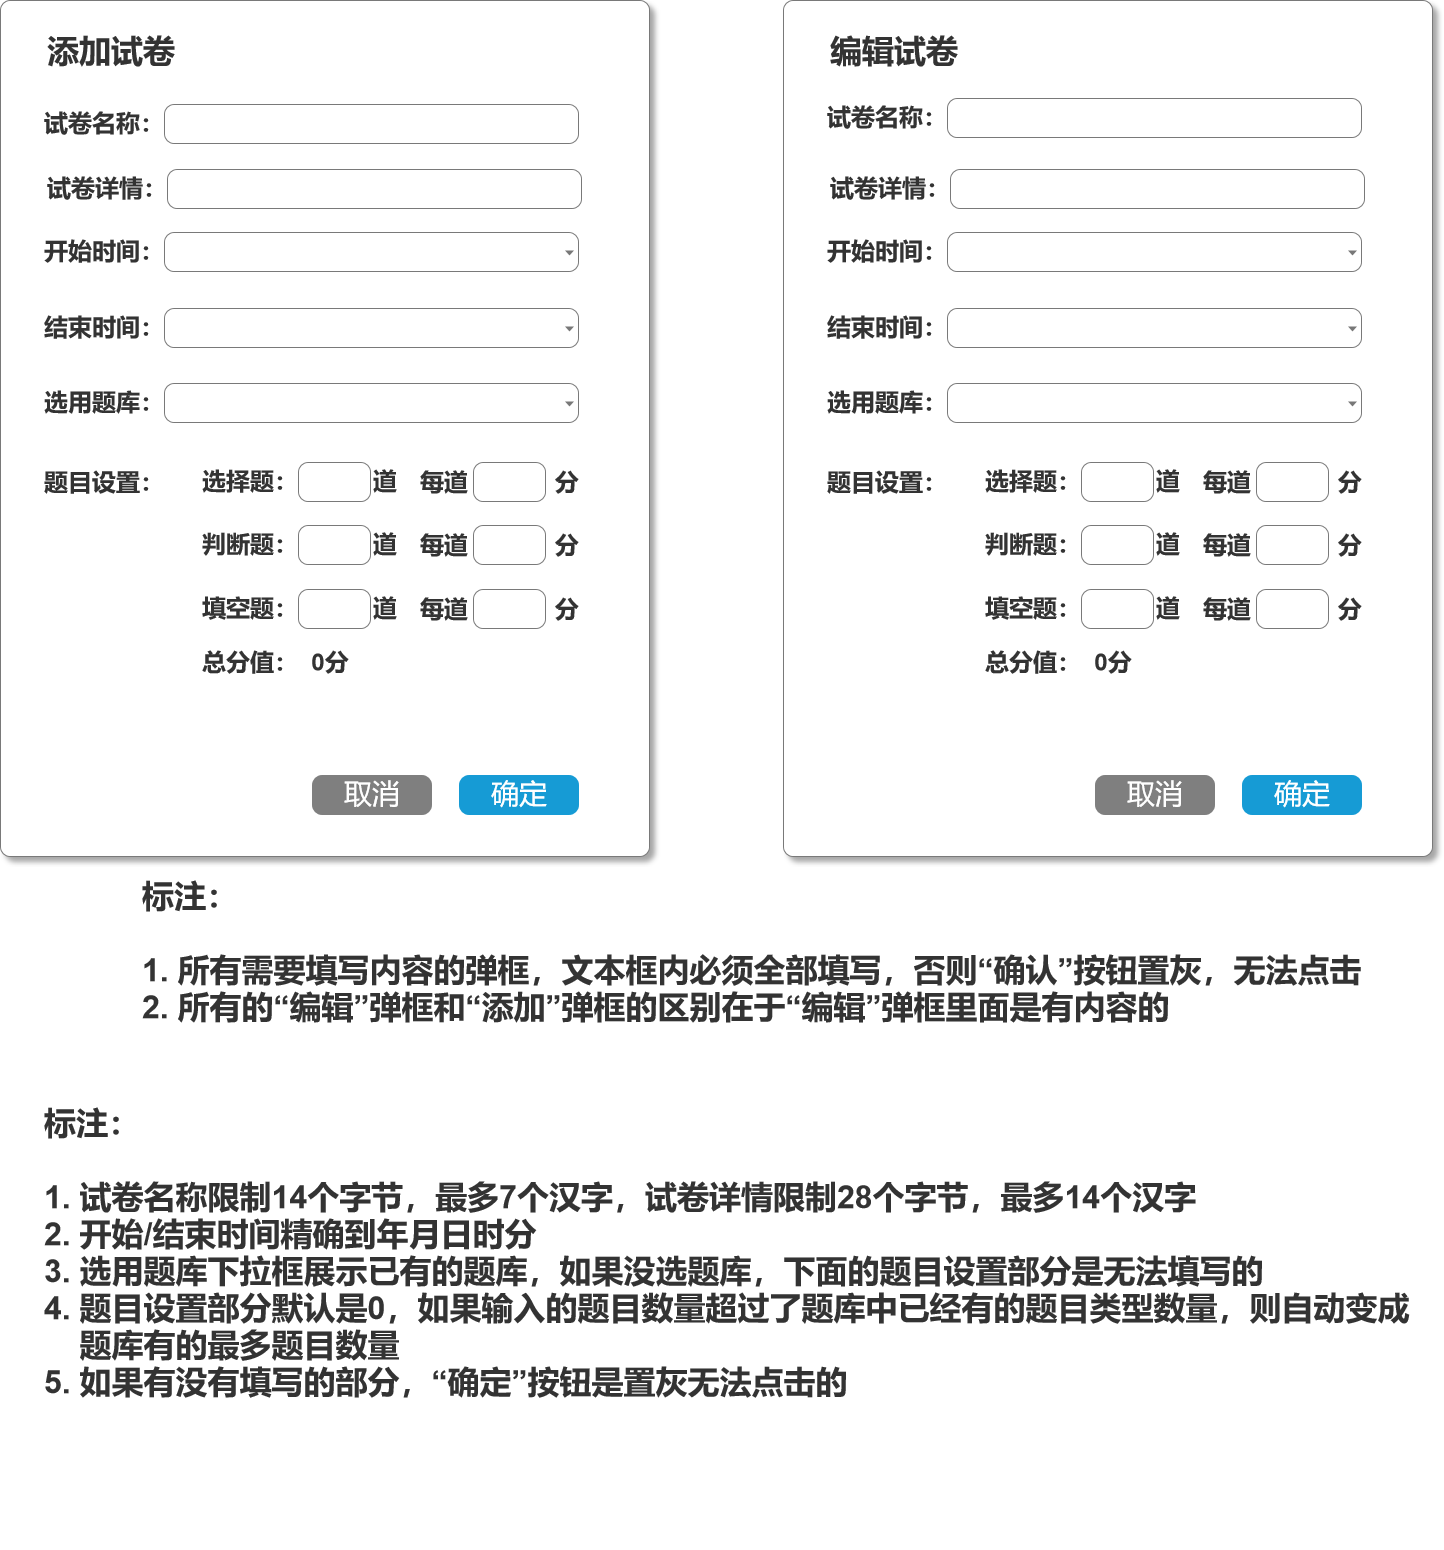 添加试卷
试卷名称：
试卷详情：
开始时间：
结束时间：
选用题库：
题目设置： 选择题： 道 每道 分
判断题： 道 每道 分
填空题： 道 每道 分
总分值： 0分
取消 确定
编辑试卷
试卷名称：
试卷详情：
开始时间：
结束时间：
选用题库：
题目设置： 选择题： 道 每道 分
判断题： 道 每道 分
填空题： 道 每道 分
总分值： 0分
取消 确定
标注：
1. 所有需要填写内容的弹框，文本框内必须全部填写，否则“确认”按钮置灰，无法点击
2. 所有的“编辑”弹框和“添加”弹框的区别在于“编辑”弹框里面是有内容的
标注：
1. 试卷名称限制14个字节，最多7个汉字，试卷详情限制28个字节，最多14个汉字
2. 开始/结束时间精确到年月日时分
3. 选用题库下拉框展示已有的题库，如果没选题库，下面的题目设置部分是无法填写的
4. 题目设置部分默认是0，如果输入的题目数量超过了题库中已经有的题目类型数量，则自动变成
题库有的最多题目数量
5. 如果有没有填写的部分，“确定”按钮是置灰无法点击的